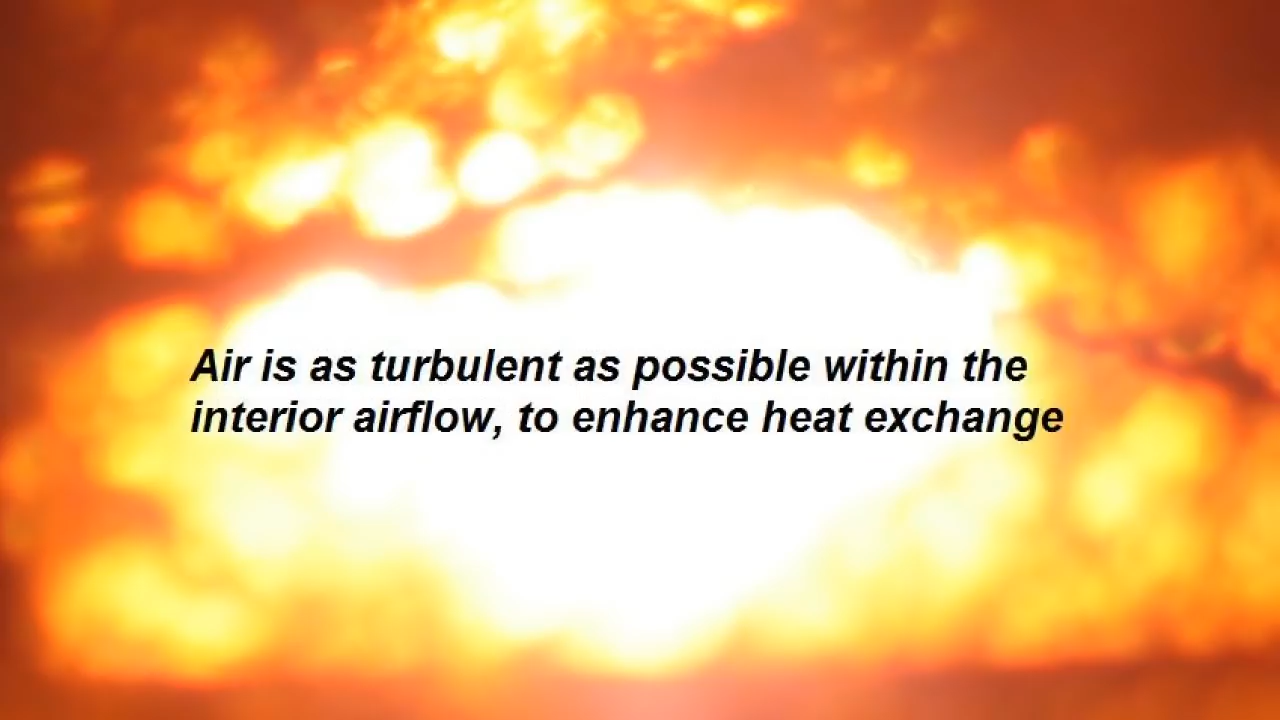 Air is as turbulent as possible within the
interior airflow, to enhance heat exchange